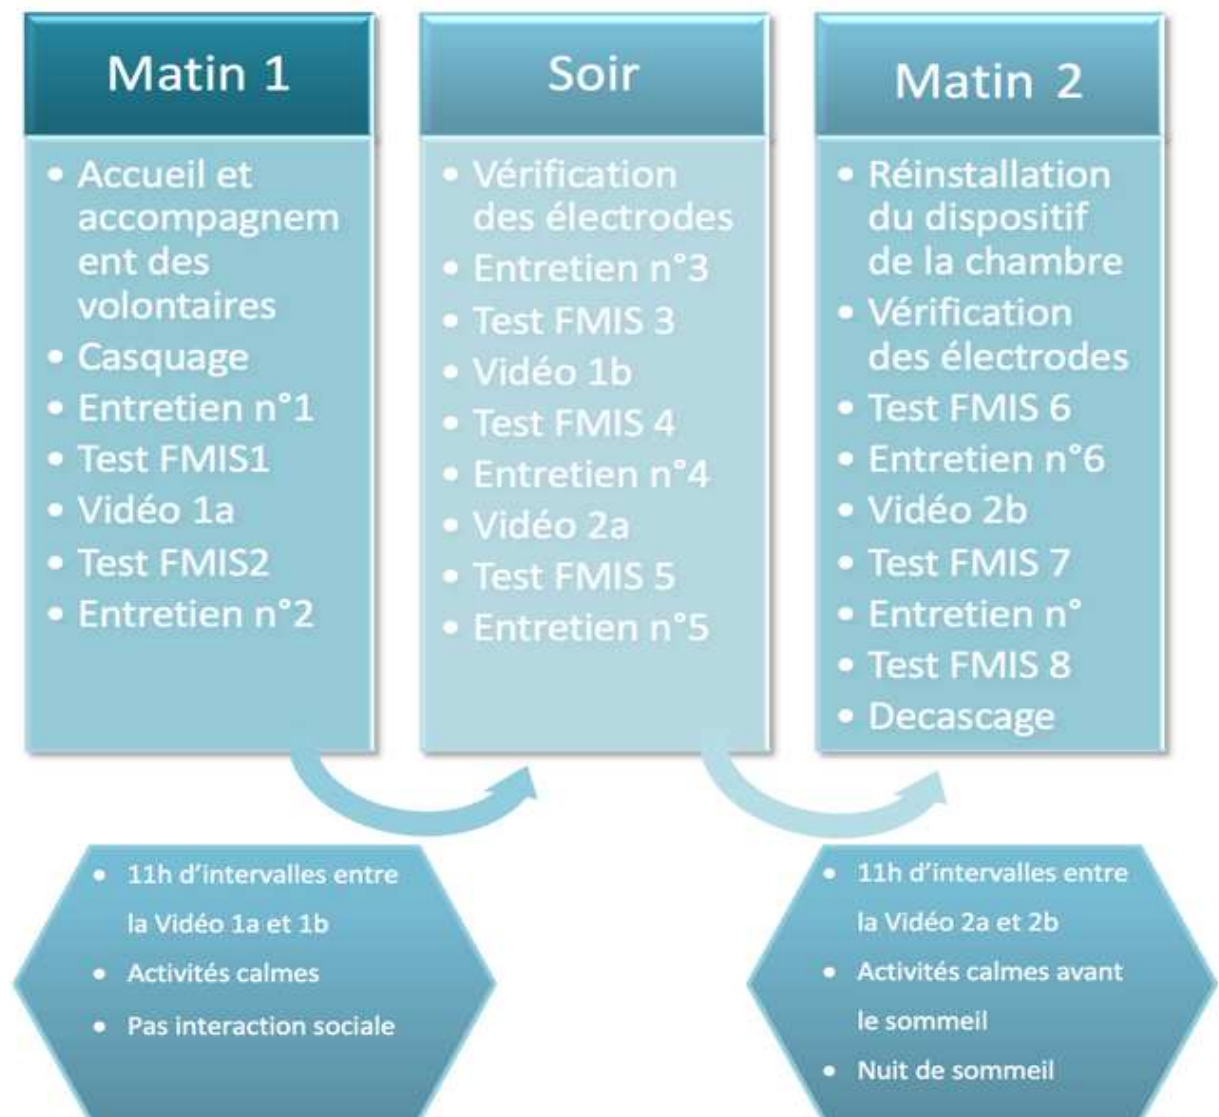 Matin 1
• Accueil et
accompagnem
ent des
volontaires
• Casquage
• Entretien n°1
• Test FMIS1
• Vidéo 1a
• Test FMIS2
• Entretien n°2
Soir
• Vérification
des électrodes
• Entretien n°3
• Test FMIS 3
• Vidéo 1b
• Test FMIS 4
• Entretien n°4
• Vidéo 2a
• Test FMIS 5
• Entretien n°5
Matin 2
• Réinstallation
du dispositif
de la chambre
• Vérification
des électrodes
• Test FMIS 6
• Entretien n°6
• Vidéo 2b
• Test FMIS 7
• Entretien n°
• Test FMIS 8
• Decascage
• 11h d'intervalles entre
la Vidéo 1a et 1b
• Activités calmes
• Pas interaction sociale
• 11h d'intervalles entre
la Vidéo 2a et 2b
• Activités calmes avant
le sommeil
• Nuit de sommeil